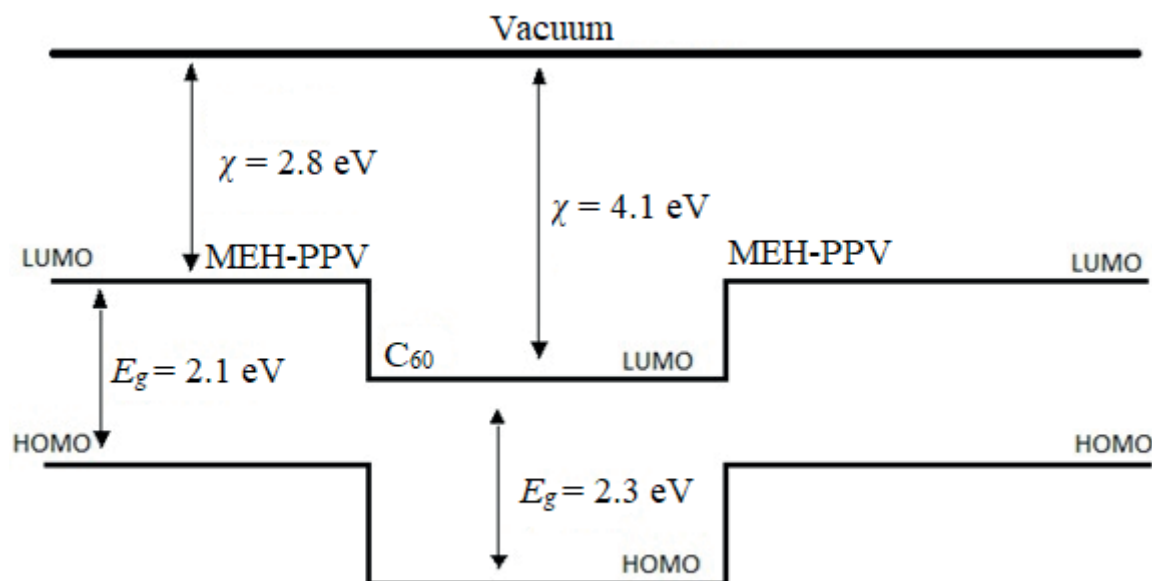 Vacuum
χ = 2.8 eV
χ = 4.1 eV
LUMO
MEH-PPV
MEH-PPV
LUMO
C₆₀
LUMO
E_g = 2.1 eV
HOMO
HOMO
E_g = 2.3 eV
HOMO